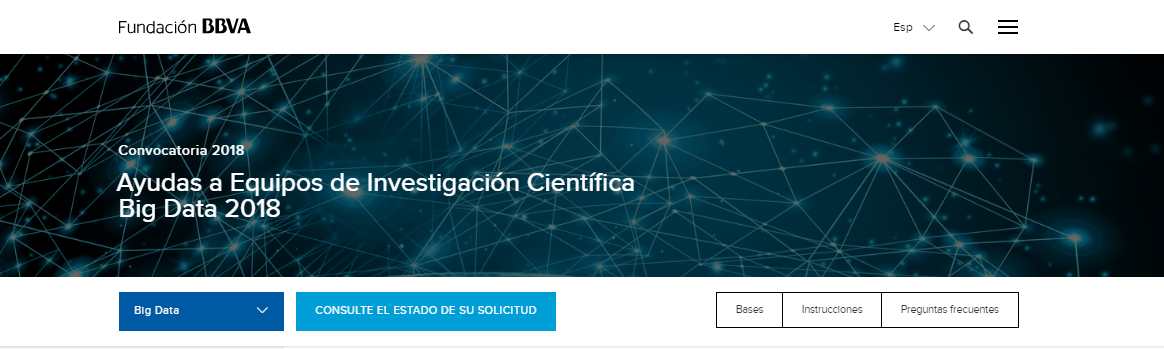 Fundación BBVA
Esp
Convocatoria 2018
Ayudas a Equipos de Investigación Científica
Big Data 2018
Big Data
CONSULTE EL ESTADO DE SU SOLICITUD
Bases
Instrucciones
Preguntas frecuentes